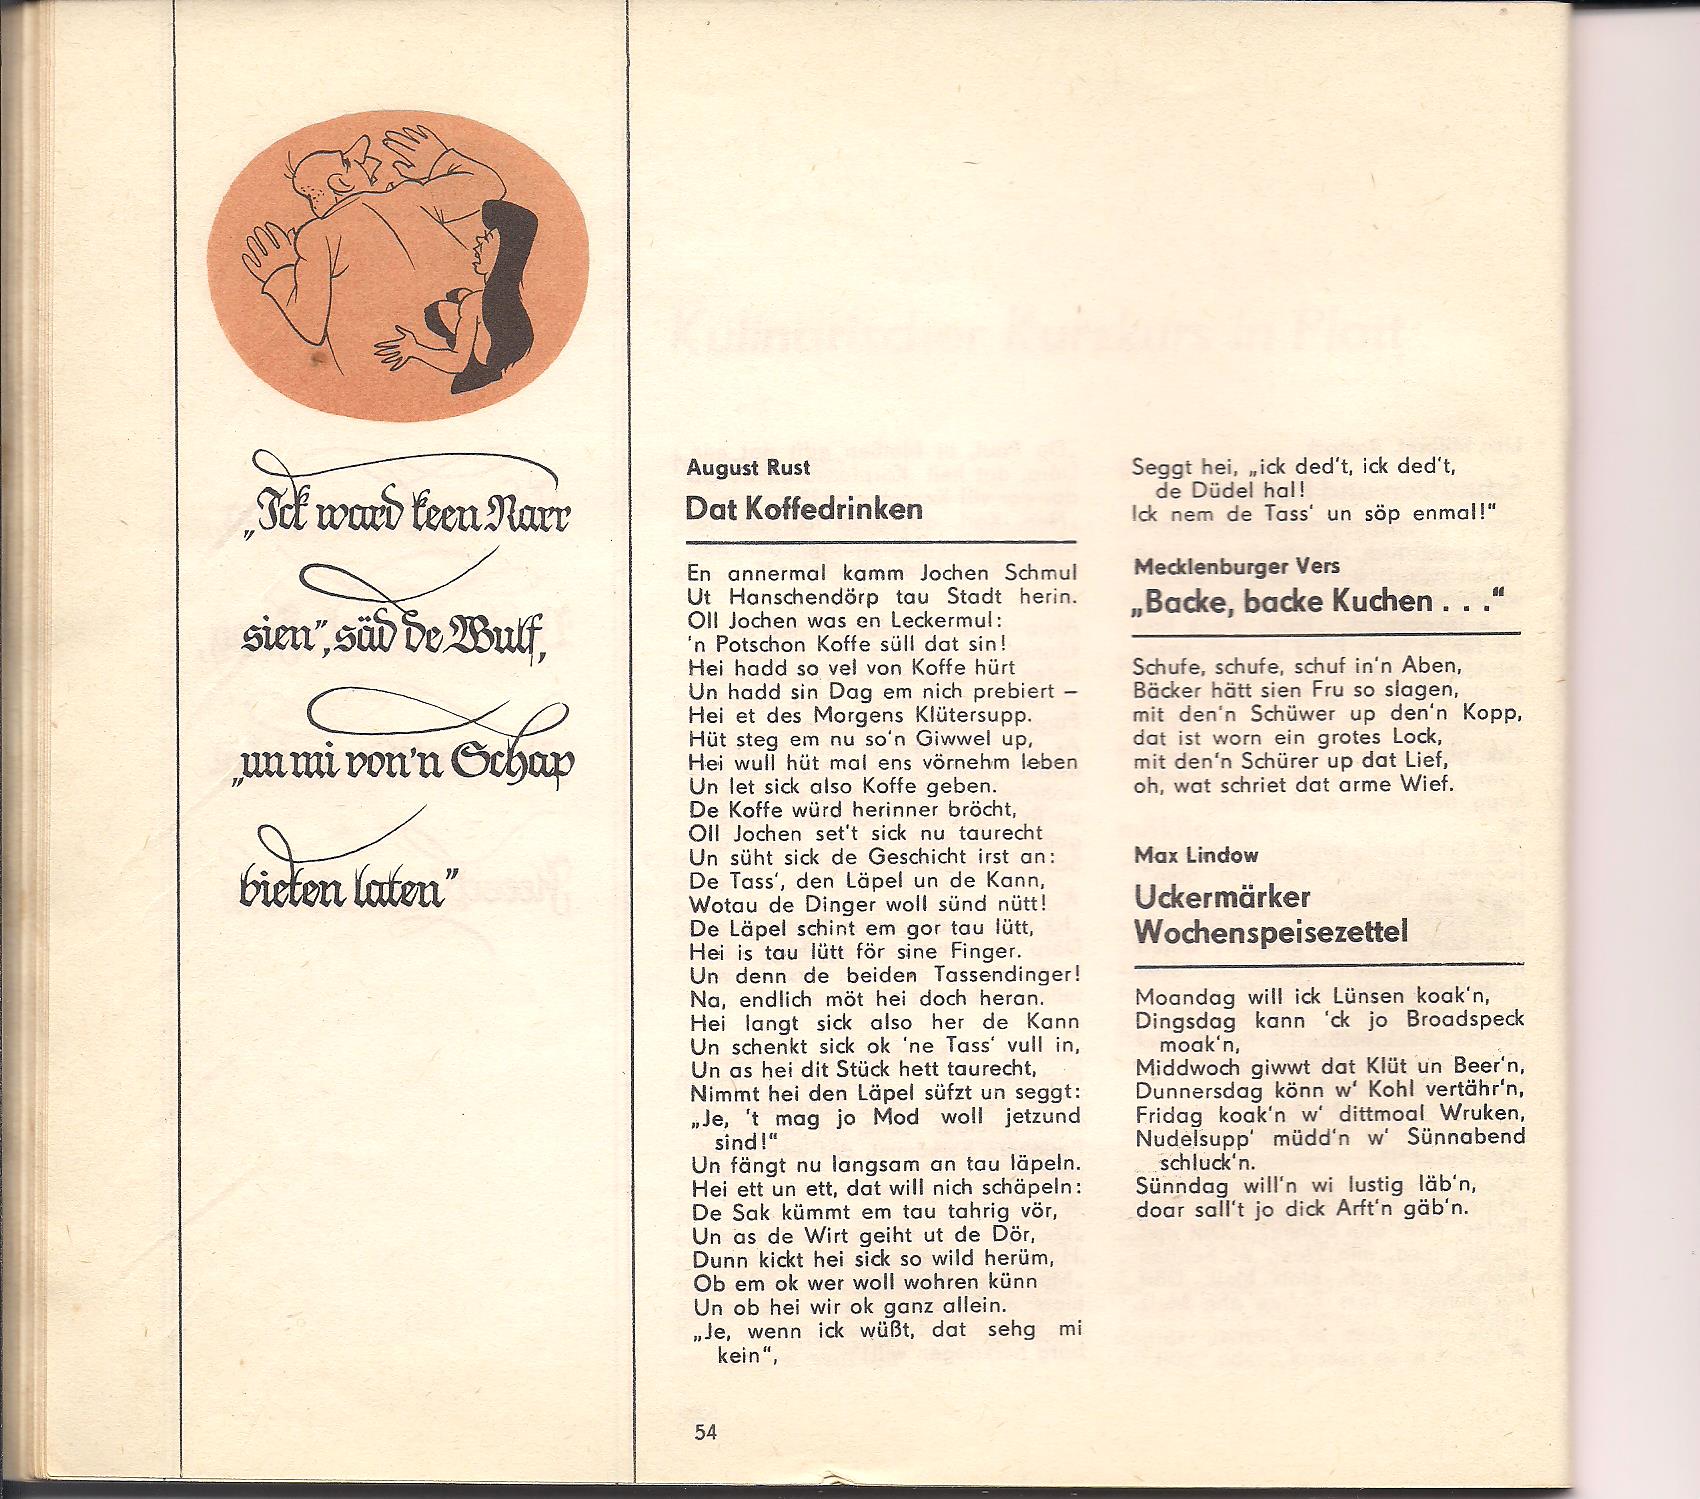 „Ick ward keen Narr
sien”, säd de Wulf,
„un mi von'n Schap
bieten laten”
August Rust
Dat Koffedrinken
En annermal kamm Jochen Schmul
Ut Hanschendörp tau Stadt herin.
Oll Jochen was en Leckermul:
'n Potschon Koffe süll dat sin!
Hei hadd so vel von Koffe hürt
Un hadd sin Dag em nich prebiert —
Hei et des Morgens Klütersupp.
Hüt steg em nu so'n Giwwel up,
Hei wull hüt mal ens vörnehm leben
Un let sick also Koffe geben.
De Koffe würd herinner bröcht,
Oll Jochen set't sick nu taurecht
Un süht sick de Geschicht irst an:
De Tass', den Läpel un de Kann,
Wotau de Dinger woll sünd nütt!
De Läpel schint em gor tau lütt,
Hei is tau lütt för sine Finger.
Un denn de beiden Tassendinger!
Na, endlich möt hei doch heran.
Hei langt sick also her de Kann
Un schenkt sick ok 'ne Tass' vull in,
Un as hei dit Stück hett taurecht,
Nimmt hei den Läpel süfzt un seggt:
„Je, 't mag jo Mod woll jetzund
sind!“
Un fängt nu langsam an tau läpeln.
Hei ett un ett, dat will nich schäpeln:
De Sak kümmt em tau tahrig vör,
Un as de Wirt geiht ut de Dör,
Dunn kickt hei sick so wild herüm,
Ob em ok wer woll wohren künn
Un ob hei wir ok ganz allein.
„Je, wenn ick wüßt, dat sehg mi
kein“,
Seggt hei, „ick ded't, ick ded't,
de Düdel hal!
Ick nem de Tass' un söp enmal!“
Mecklenburger Vers
„Backe, backe Kuchen . . .“
Schufe, schufe, schuf in'n Aben,
Bäcker hätt sien Fru so slagen,
mit den'n Schüwer up den'n Kopp,
dat ist worn ein grotes Lock,
mit den'n Schürer up dat Lief,
oh, wat schriet dat arme Wief.
Max Lindow
Uckermärker
Wochenspeisezettel
Moandag will ick Lünsen koak'n,
Dingsdag kann 'ck jo Broadspeck
moak'n,
Middwoch giwwt dat Klüt un Beer'n,
Dunnersdag könn w' Kohl vertähr'n,
Fridag koak'n w' dittmoal Wruken,
Nudelsupp' müdd'n w' Sünnabend
schluck'n.
Sünndag will'n wi lustig läb'n,
doar sall't jo dick Arft'n gäb'n.
54